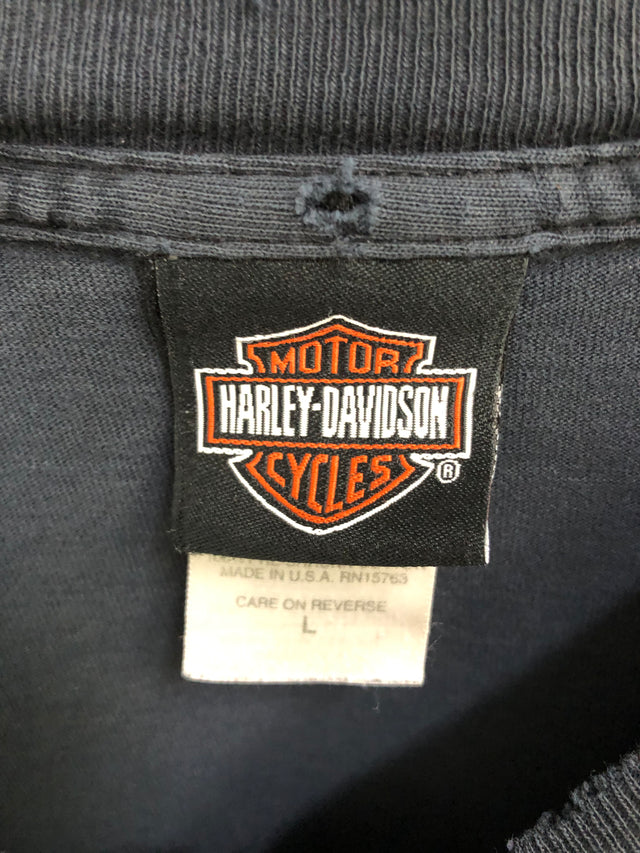 MOTOR
HARLEY-DAVIDSON
CYCLES
®
MADE IN U.S.A. RN15763
CARE ON REVERSE
L